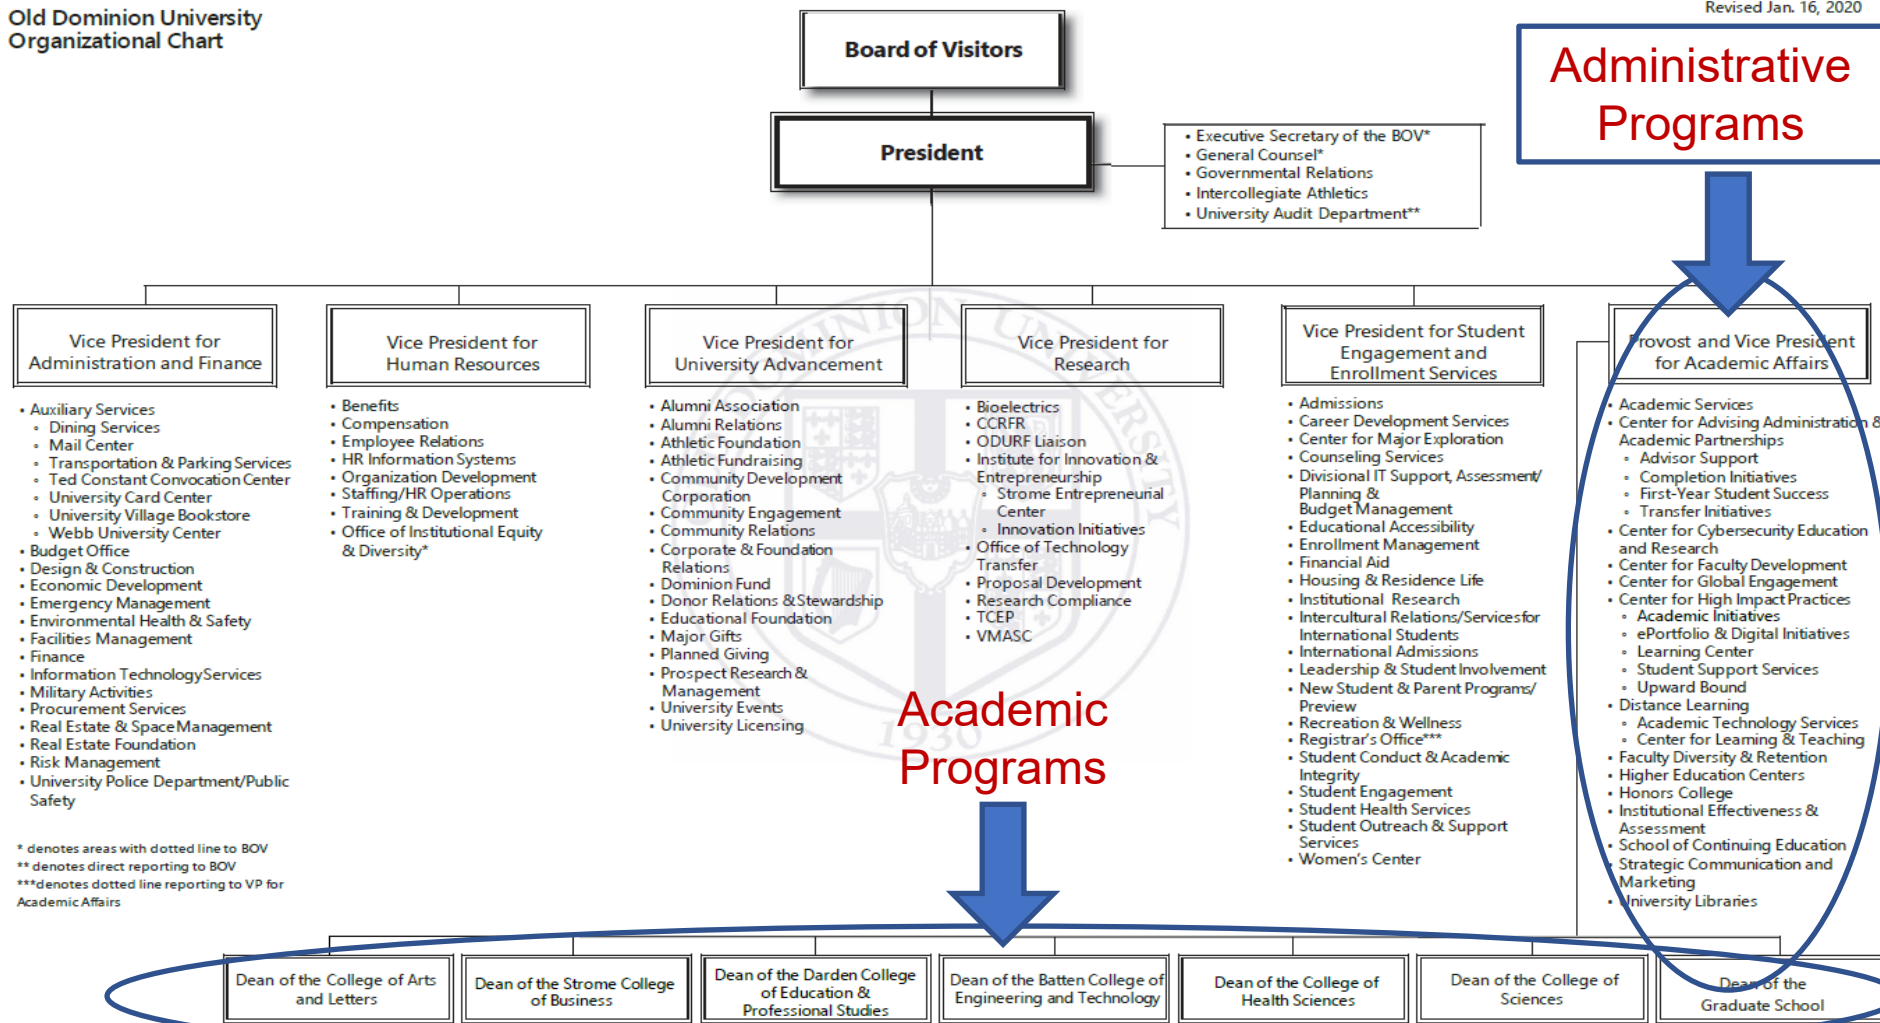 Old Dominion University
Organizational Chart
Revised Jan. 16, 2020
Board of Visitors
President
• Executive Secretary of the BOV*
• General Counsel*
• Governmental Relations
• Intercollegiate Athletics
• University Audit Department**
Administrative
Programs
Vice President for
Administration and Finance
• Auxiliary Services
◦ Dining Services
◦ Mail Center
◦ Transportation & Parking Services
◦ Ted Constant Convocation Center
◦ University Card Center
◦ University Village Bookstore
◦ Webb University Center
• Budget Office
• Design & Construction
• Economic Development
• Emergency Management
• Environmental Health & Safety
• Facilities Management
• Finance
• Information Technology Services
• Military Activities
• Procurement Services
• Real Estate & Space Management
• Real Estate Foundation
• Risk Management
• University Police Department/Public
Safety
* denotes areas with dotted line to BOV
** denotes direct reporting to BOV
***denotes dotted line reporting to VP for
Academic Affairs
Vice President for
Human Resources
• Benefits
• Compensation
• Employee Relations
• HR Information Systems
• Organization Development
• Staffing/HR Operations
• Training & Development
• Office of Institutional Equity
& Diversity*
Vice President for
University Advancement
• Alumni Association
• Alumni Relations
• Athletic Foundation
• Athletic Fundraising
• Community Development
Corporation
• Community Engagement
• Community Relations
• Corporate & Foundation
Relations
• Dominion Fund
• Donor Relations & Stewardship
• Educational Foundation
• Major Gifts
• Planned Giving
• Prospect Research &
Management
• University Events
• University Licensing
Vice President for
Research
• Bioelectrics
• CCRFR
• ODURF Liaison
• Institute for Innovation &
Entrepreneurship
◦ Strome Entrepreneurial
Center
◦ Innovation Initiatives
• Office of Technology
Transfer
• Proposal Development
• Research Compliance
• TCEP
• VMASC
Vice President for Student
Engagement and
Enrollment Services
• Admissions
• Career Development Services
• Center for Major Exploration
• Counseling Services
• Divisional IT Support, Assessment/
Planning &
Budget Management
• Educational Accessibility
• Enrollment Management
• Financial Aid
• Housing & Residence Life
• Institutional Research
• Intercultural Relations/Services for
International Students
• International Admissions
• Leadership & Student Involvement
• New Student & Parent Programs/
Preview
• Recreation & Wellness
• Registrar's Office***
• Student Conduct & Academic
Integrity
• Student Engagement
• Student Health Services
• Student Outreach & Support
Services
• Women's Center
Provost and Vice President
for Academic Affairs
• Academic Services
• Center for Advising Administration &
Academic Partnerships
◦ Advisor Support
◦ Completion Initiatives
◦ First-Year Student Success
◦ Transfer Initiatives
• Center for Cybersecurity Education
and Research
• Center for Faculty Development
• Center for Global Engagement
• Center for High Impact Practices
◦ Academic Initiatives
◦ ePortfolio & Digital Initiatives
◦ Learning Center
◦ Student Support Services
◦ Upward Bound
• Distance Learning
◦ Academic Technology Services
◦ Center for Learning & Teaching
• Faculty Diversity & Retention
• Higher Education Centers
• Honors College
• Institutional Effectiveness &
Assessment
• School of Continuing Education
• Strategic Communication and
Marketing
• University Libraries
OLD DOMINION UNIVERSITY
1930
Academic
Programs
Dean of the College of Arts
and Letters
Dean of the Strome College
of Business
Dean of the Darden College
of Education &
Professional Studies
Dean of the Batten College of
Engineering and Technology
Dean of the College of
Health Sciences
Dean of the College of
Sciences
Dean of the
Graduate School